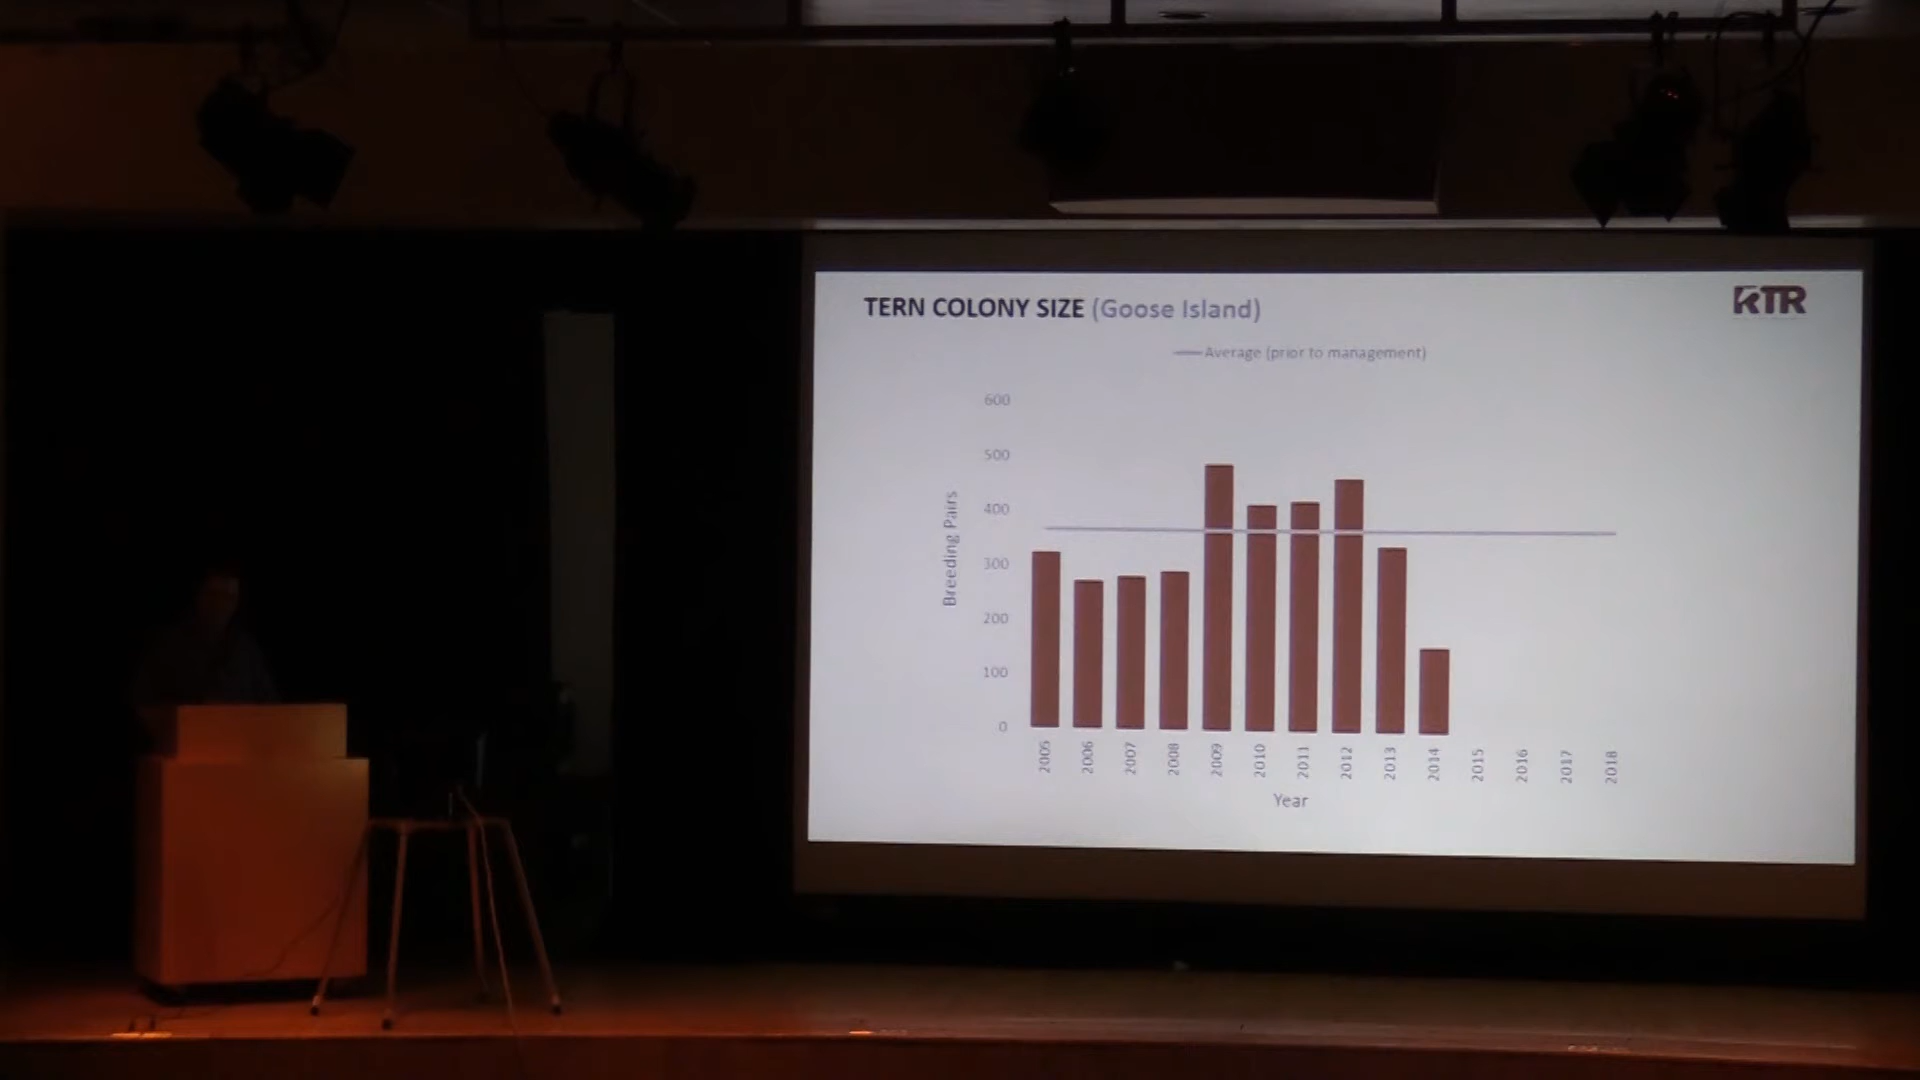 TERN COLONY SIZE (Goose Island)
RTR
Average (prior to management)
600
500
400
300
200
100
0
Breeding Pairs
2005 2006 2007 2008 2009 2010 2011 2012 2013 2014 2015 2016 2017 2018
Year